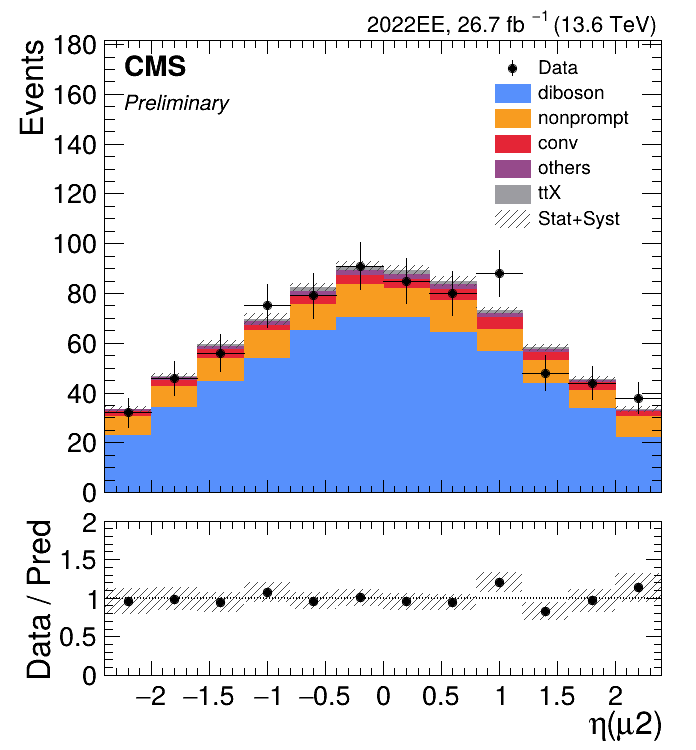 2022EE, 26.7 fb⁻¹ (13.6 TeV)
CMS
Preliminary
Events
180
160
140
120
100
80
60
40
20
0
Data
diboson
nonprompt
conv
others
ttX
Stat+Syst
Data / Pred
2
1.5
1
0.5
0
−2 −1.5 −1 −0.5 0 0.5 1 1.5 2
η(μ2)